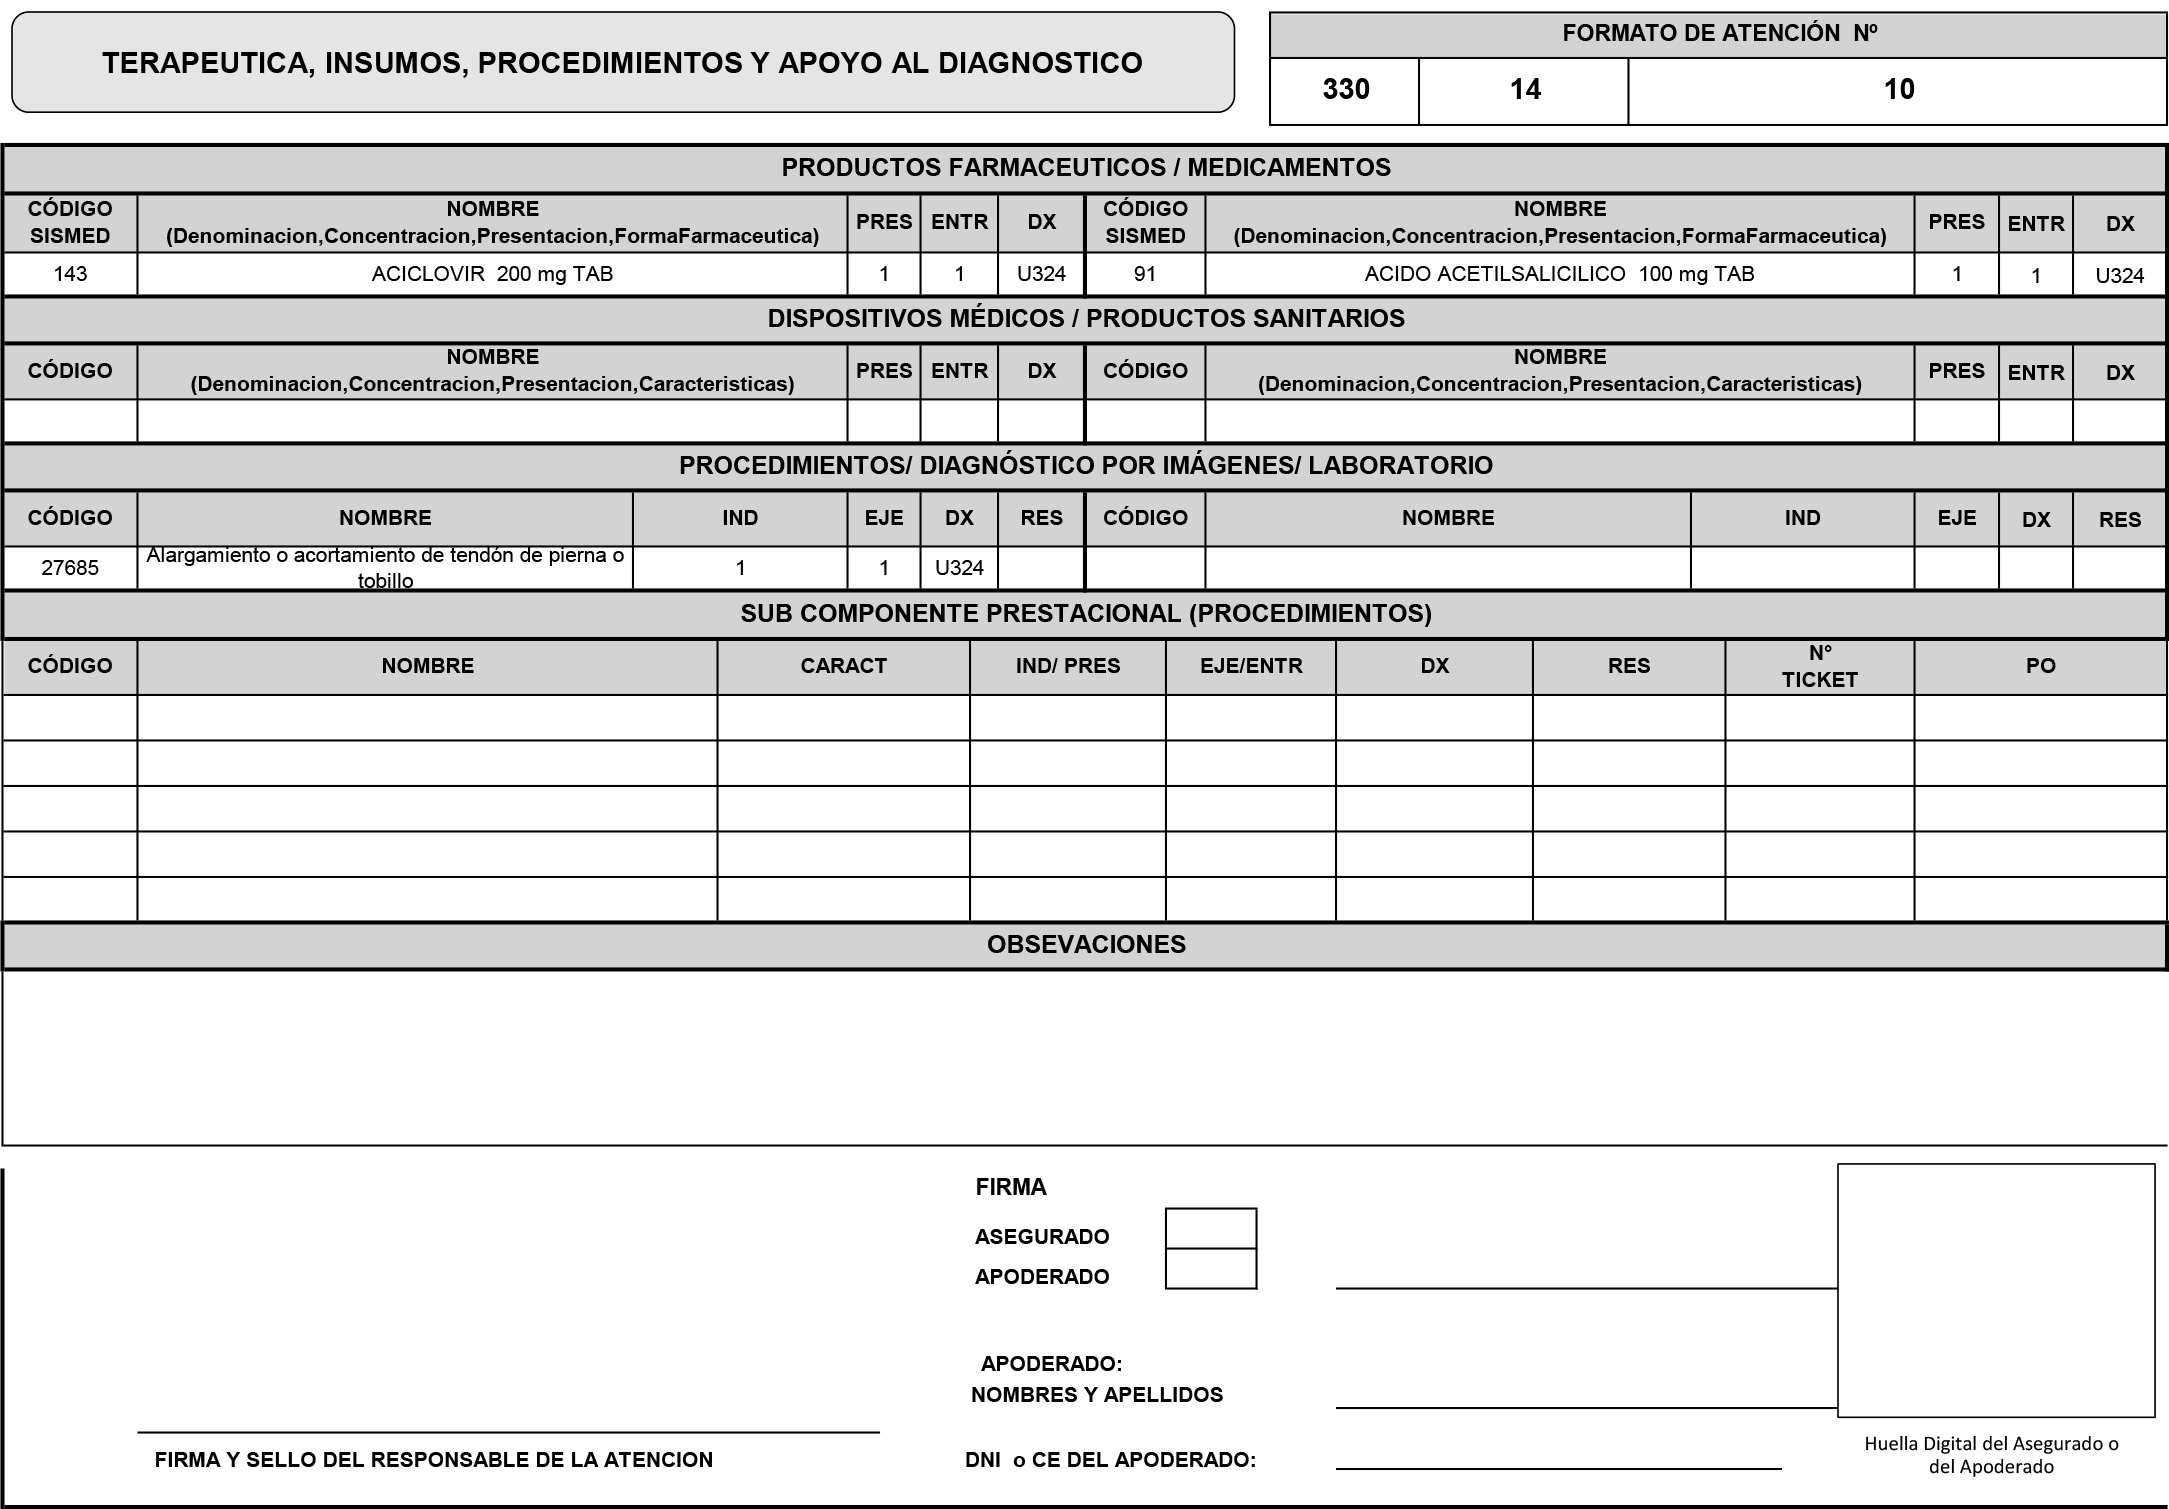 TERAPEUTICA, INSUMOS, PROCEDIMIENTOS Y APOYO AL DIAGNOSTICO
FORMATO DE ATENCIÓN  Nº
330 14 10
PRODUCTOS FARMACEUTICOS / MEDICAMENTOS
CÓDIGO SISMED NOMBRE (Denominacion,Concentracion,Presentacion,FormaFarmaceutica) PRES ENTR DX CÓDIGO SISMED NOMBRE (Denominacion,Concentracion,Presentacion,FormaFarmaceutica) PRES ENTR DX
143 ACICLOVIR  200 mg TAB 1 1 U324 91 ACIDO ACETILSALICILICO  100 mg TAB 1 1 U324
DISPOSITIVOS MÉDICOS / PRODUCTOS SANITARIOS
CÓDIGO NOMBRE (Denominacion,Concentracion,Presentacion,Caracteristicas) PRES ENTR DX CÓDIGO NOMBRE (Denominacion,Concentracion,Presentacion,Caracteristicas) PRES ENTR DX
PROCEDIMIENTOS/ DIAGNÓSTICO POR IMÁGENES/ LABORATORIO
CÓDIGO NOMBRE IND EJE DX RES CÓDIGO NOMBRE IND EJE DX RES
27685 Alargamiento o acortamiento de tendón de pierna o tobillo 1 1 U324
SUB COMPONENTE PRESTACIONAL (PROCEDIMIENTOS)
CÓDIGO NOMBRE CARACT IND/ PRES EJE/ENTR DX RES N° TICKET PO
OBSEVACIONES
FIRMA
ASEGURADO
APODERADO
APODERADO:
NOMBRES Y APELLIDOS
FIRMA Y SELLO DEL RESPONSABLE DE LA ATENCION
DNI  o CE DEL APODERADO:
Huella Digital del Asegurado o
del Apoderado